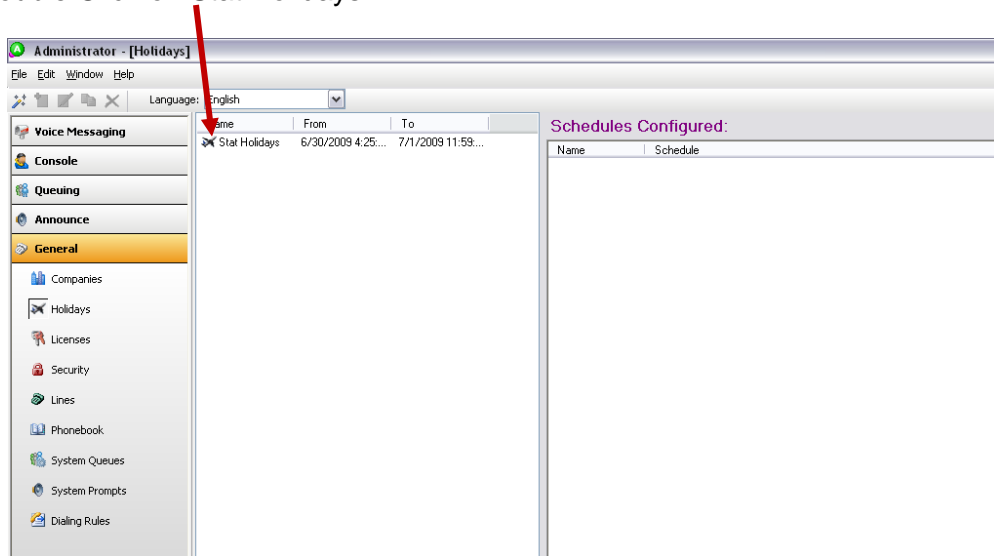 Stat Holidays
Administrator - [Holidays]
File Edit Window Help
Language: English
Voice Messaging
Console
Queuing
Announce
General
Companies
Holidays
Licenses
Security
Lines
Phonebook
System Queues
System Prompts
Dialing Rules
From To
Stat Holidays 6/30/2009 4:25:... 7/1/2009 11:59:...
Schedules Configured:
Name Schedule